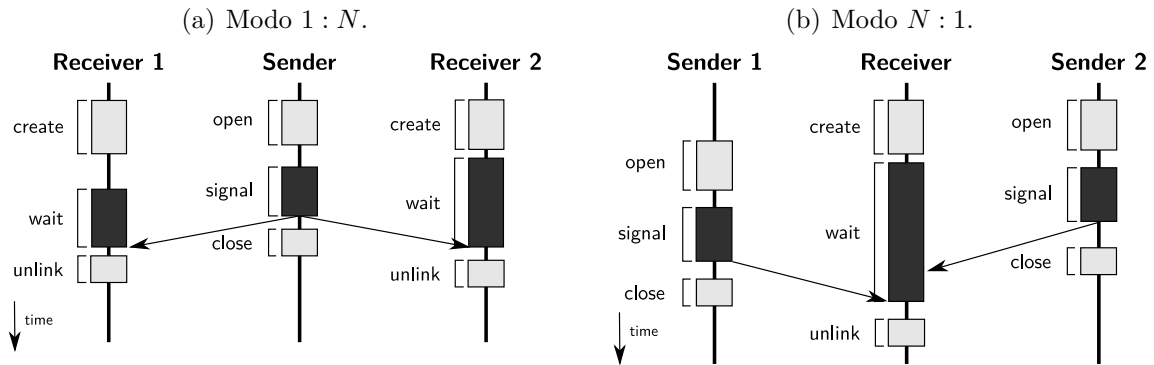 (a) Modo 1 : N.
Receiver 1
Sender
Receiver 2
create
open
create
signal
wait
wait
close
unlink
unlink
time
(b) Modo N : 1.
Sender 1
Receiver
Sender 2
create
open
open
signal
signal
wait
close
close
unlink
time